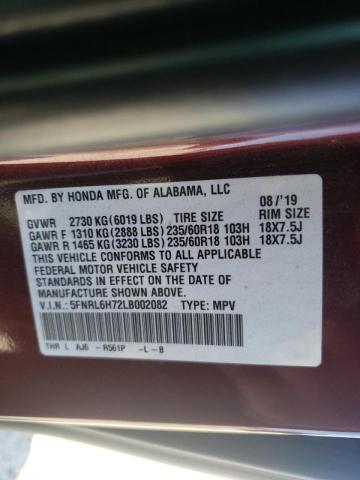 MFD. BY HONDA MFG. OF ALABAMA, LLC 08/'19
GVWR 2730 KG(6019 LBS) TIRE SIZE RIM SIZE
GAWR F 1310 KG(2888 LBS) 235/60R18 103H 18X7.5J
GAWR R 1465 KG(3230 LBS) 235/60R18 103H 18X7.5J
THIS VEHICLE CONFORMS TO ALL APPLICABLE
FEDERAL MOTOR VEHICLE SAFETY STANDARDS
IN EFFECT ON THE DATE OF
MANUFACTURE SHOWN ABOVE.
V.I.N.: 5FNRL6H72LB002082 TYPE: MPV
THR L AJ6 -R561P -L-B